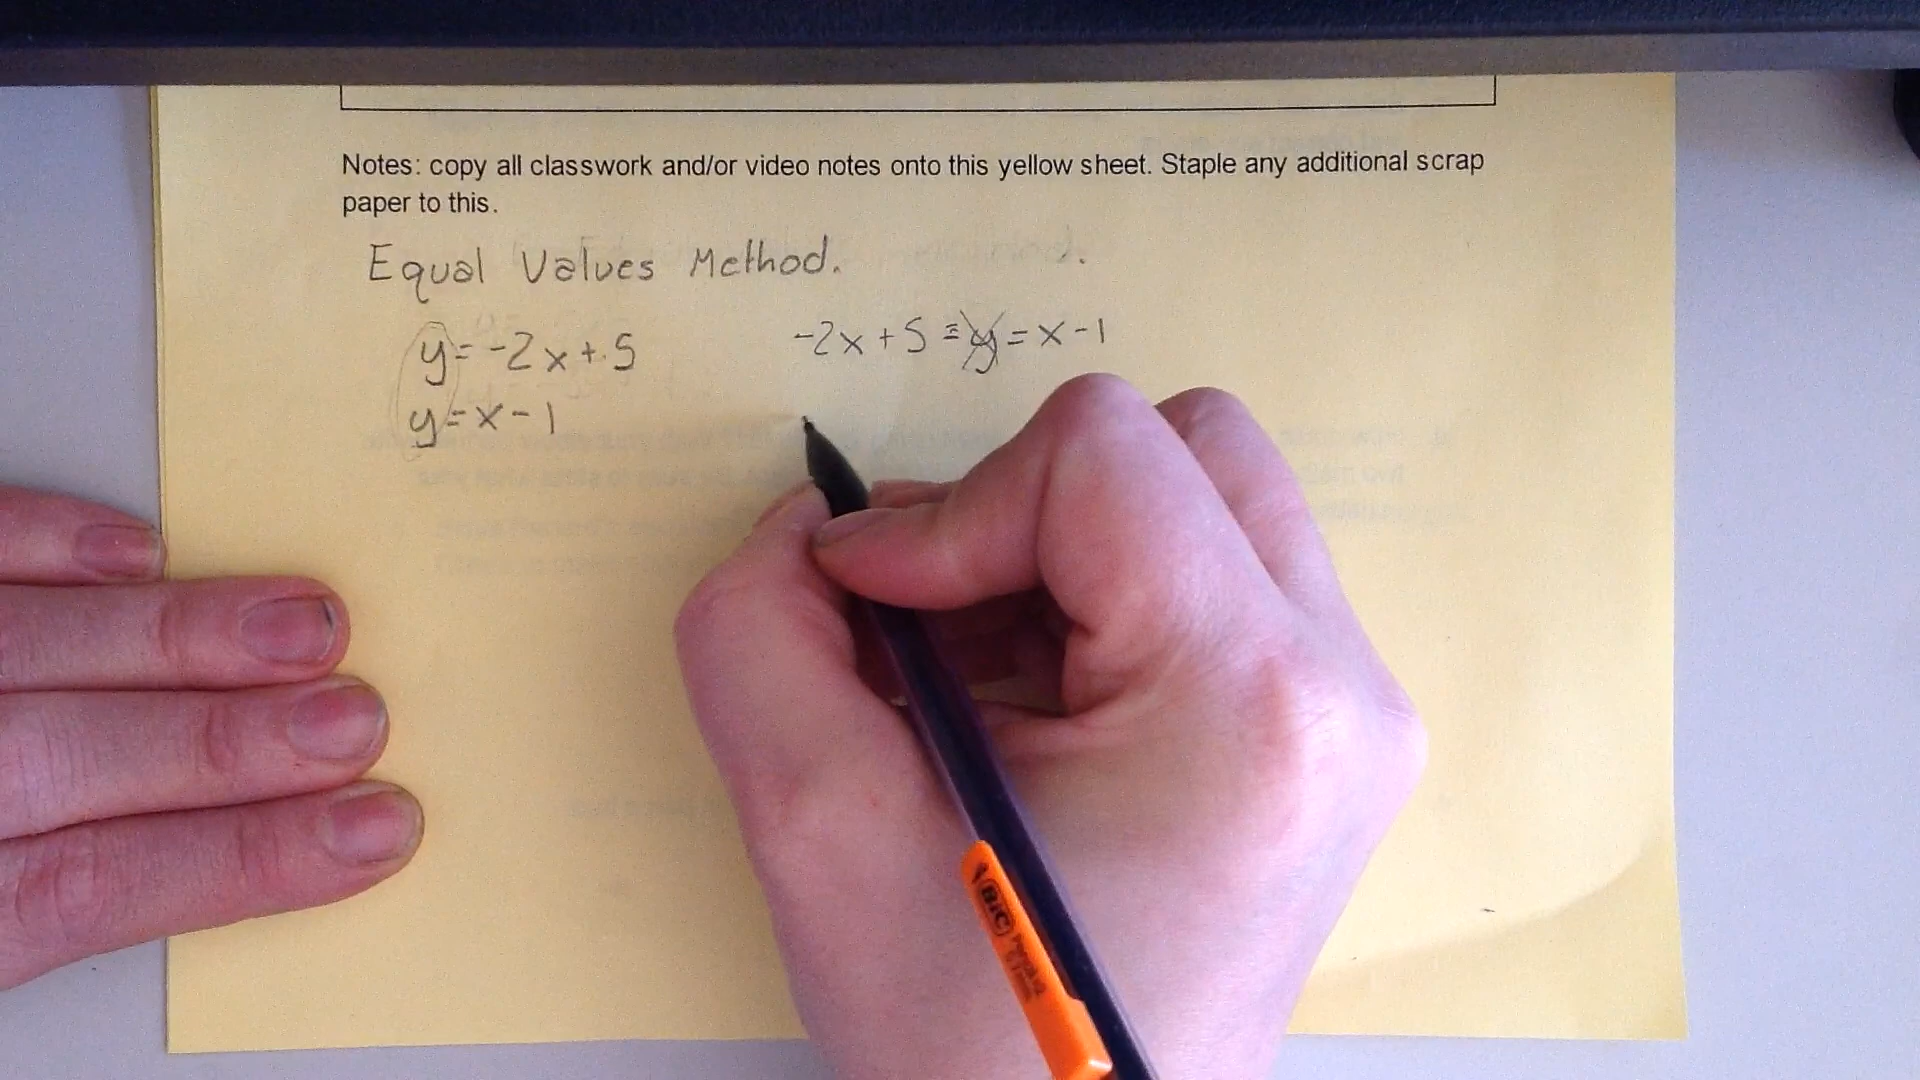 Notes: copy all classwork and/or video notes onto this yellow sheet. Staple any additional scrap
paper to this.
Equal Values Method.
y = -2x + 5
-2x + 5 = y = x - 1
y = x - 1
BIC